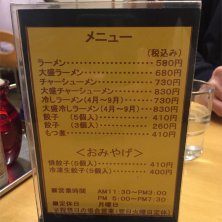 メニュー
(税込み)
ラーメン 580円
大盛りラーメン 680円
チャーシューメン 730円
大盛チャーシューメン 830円
冷しラーメン(4月〜9月) 730円
大盛冷しラーメン(4月〜9月) 830円
餃子 (5個入) 410円
餃子 (3個入) 260円
もつ煮 410円
<おみやげ>
焼餃子(5個入) 410円
冷凍生餃子(5個入) 400円
営業時間 AM11:30〜PM3:00
PM5:30〜PM7:00
定休日 月曜日